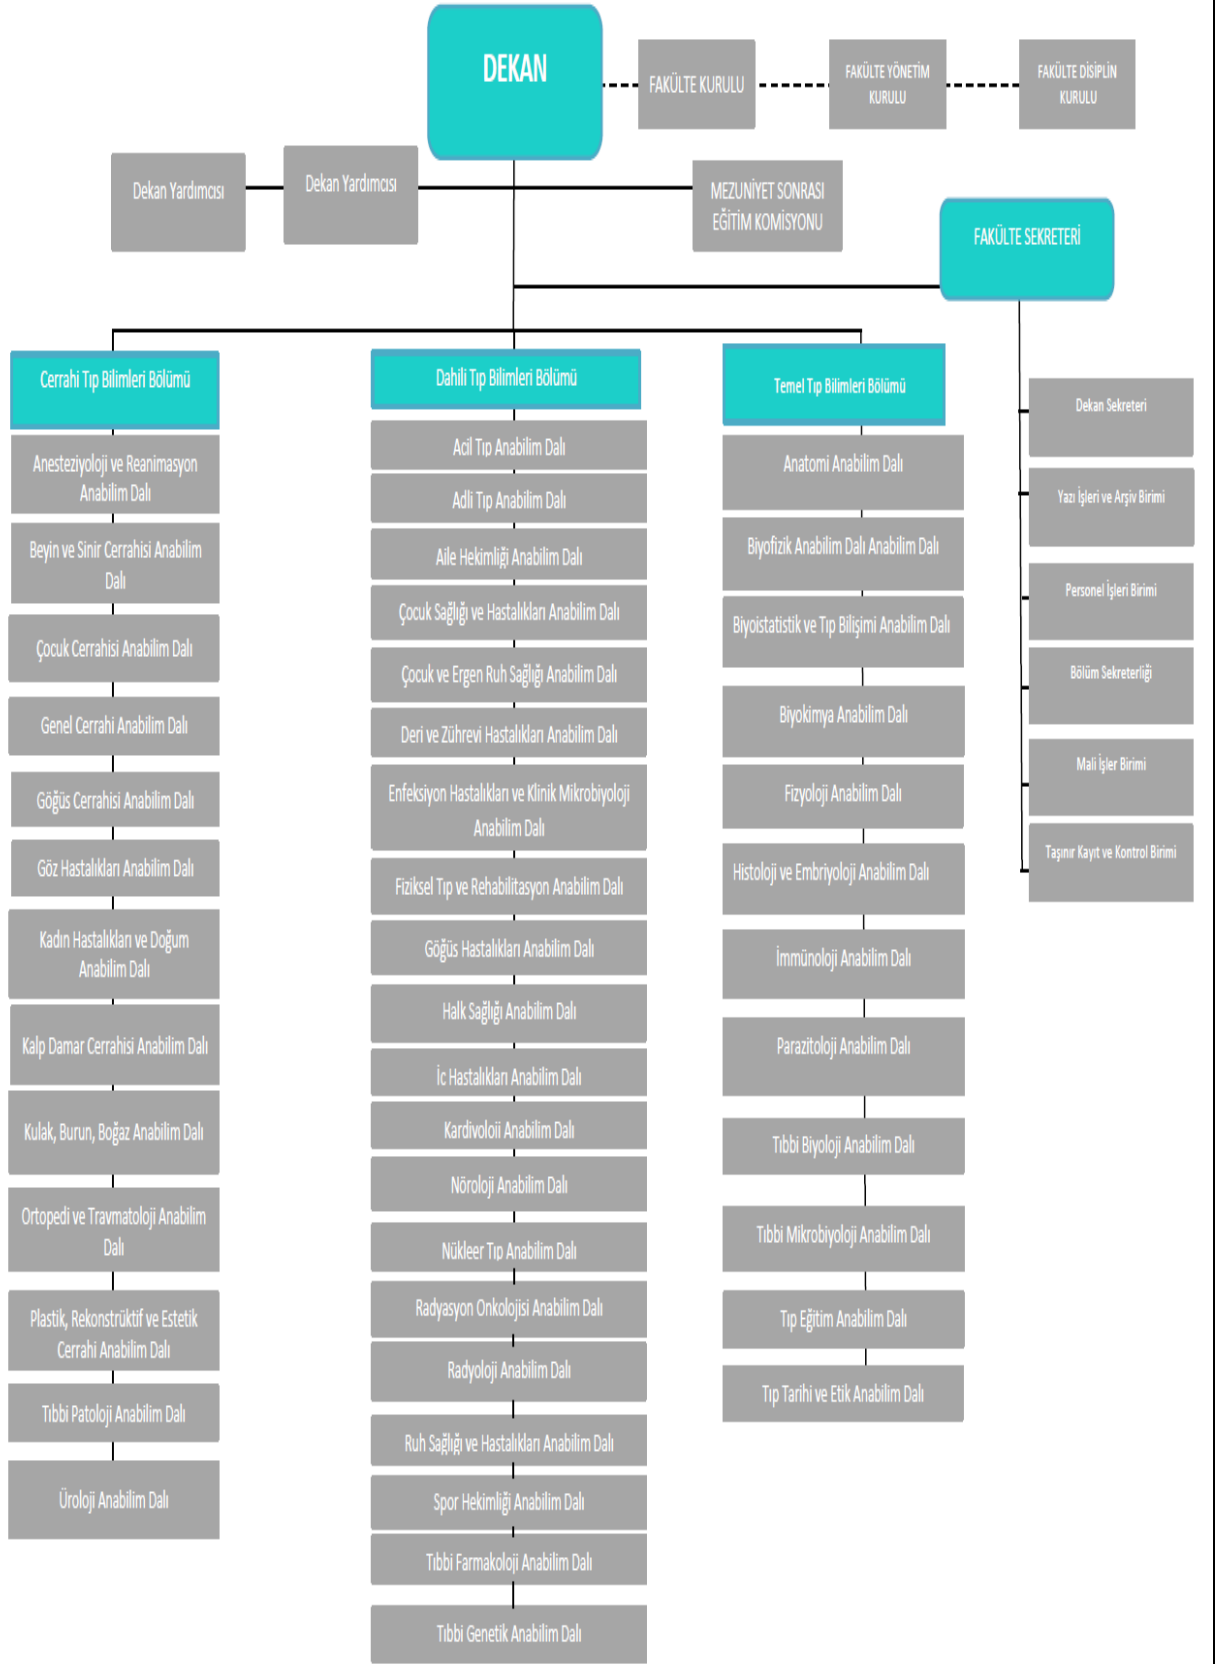 DEKAN
FAKÜLTE KURULU
FAKÜLTE YÖNETİM
KURULU
FAKÜLTE DİSİPLİN
KURULU
Dekan Yardımcısı
Dekan Yardımcısı
MEZUNİYET SONRASI
EĞİTİM KOMİSYONU
FAKÜLTE SEKRETERİ
Cerrahi Tıp Bilimleri Bölümü
Anesteziyoloji ve Reanimasyon
Anabilim Dalı
Beyin ve Sinir Cerrahisi Anabilim
Dalı
Çocuk Cerrahisi Anabilim Dalı
Genel Cerrahi Anabilim Dalı
Göğüs Cerrahisi Anabilim Dalı
Göz Hastalıkları Anabilim Dalı
Kadın Hastalıkları ve Doğum
Anabilim Dalı
Kalp Damar Cerrahisi Anabilim Dalı
Kulak, Burun, Boğaz Anabilim Dalı
Ortopedi ve Travmatoloji Anabilim
Dalı
Plastik, Rekonstrüktif ve Estetik
Cerrahi Anabilim Dalı
Tıbbi Patoloji Anabilim Dalı
Üroloji Anabilim Dalı
Dahili Tıp Bilimleri Bölümü
Acil Tıp Anabilim Dalı
Adli Tıp Anabilim Dalı
Aile Hekimliği Anabilim Dalı
Çocuk Sağlığı ve Hastalıkları Anabilim Dalı
Çocuk ve Ergen Ruh Sağlığı Anabilim Dalı
Deri ve Zührevi Hastalıkları Anabilim Dalı
Enfeksiyon Hastalıkları ve Klinik Mikrobiyoloji
Anabilim Dalı
Fiziksel Tıp ve Rehabilitasyon Anabilim Dalı
Göğüs Hastalıkları Anabilim Dalı
Halk Sağlığı Anabilim Dalı
İç Hastalıkları Anabilim Dalı
Kardiyoloji Anabilim Dalı
Nöroloji Anabilim Dalı
Nükleer Tıp Anabilim Dalı
Radyasyon Onkolojisi Anabilim Dalı
Radyoloji Anabilim Dalı
Ruh Sağlığı ve Hastalıkları Anabilim Dalı
Spor Hekimliği Anabilim Dalı
Tıbbi Farmakoloji Anabilim Dalı
Tıbbi Genetik Anabilim Dalı
Temel Tıp Bilimleri Bölümü
Anatomi Anabilim Dalı
Biyofizik Anabilim Dalı Anabilim Dalı
Biyoistatistik ve Tıp Bilişimi Anabilim Dalı
Biyokimya Anabilim Dalı
Fizyoloji Anabilim Dalı
Histoloji ve Embriyoloji Anabilim Dalı
İmmünoloji Anabilim Dalı
Parazitoloji Anabilim Dalı
Tıbbi Biyoloji Anabilim Dalı
Tıbbi Mikrobiyoloji Anabilim Dalı
Tıp Eğitim Anabilim Dalı
Tıp Tarihi ve Etik Anabilim Dalı
Dekan Sekreteri
Yazı İşleri ve Arşiv Birimi
Personel İşleri Birimi
Bölüm Sekreterliği
Mali İşler Birimi
Taşınır Kayıt ve Kontrol Birimi